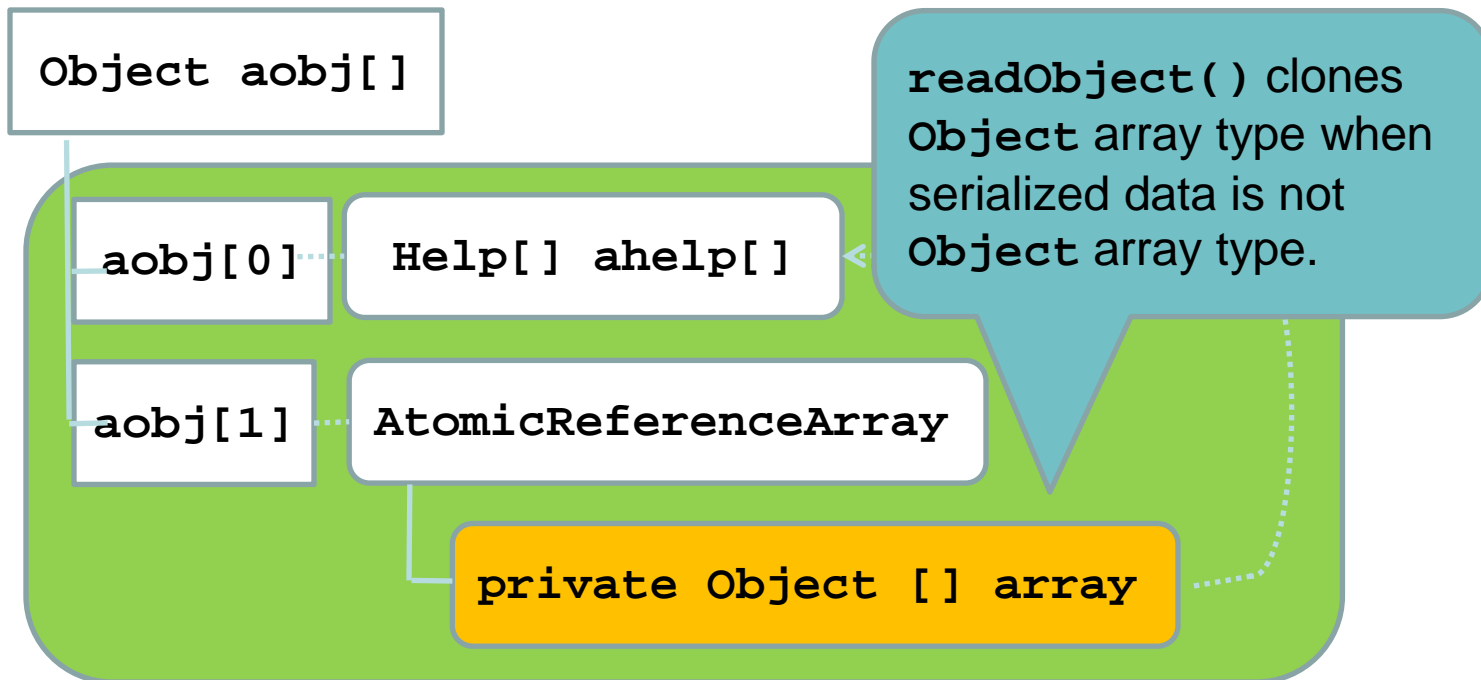 Object aobj[]
readObject() clones
Object array type when
serialized data is not
Object array type.
aobj[0]
Help[] ahelp[]
aobj[1]
AtomicReferenceArray
private Object [] array